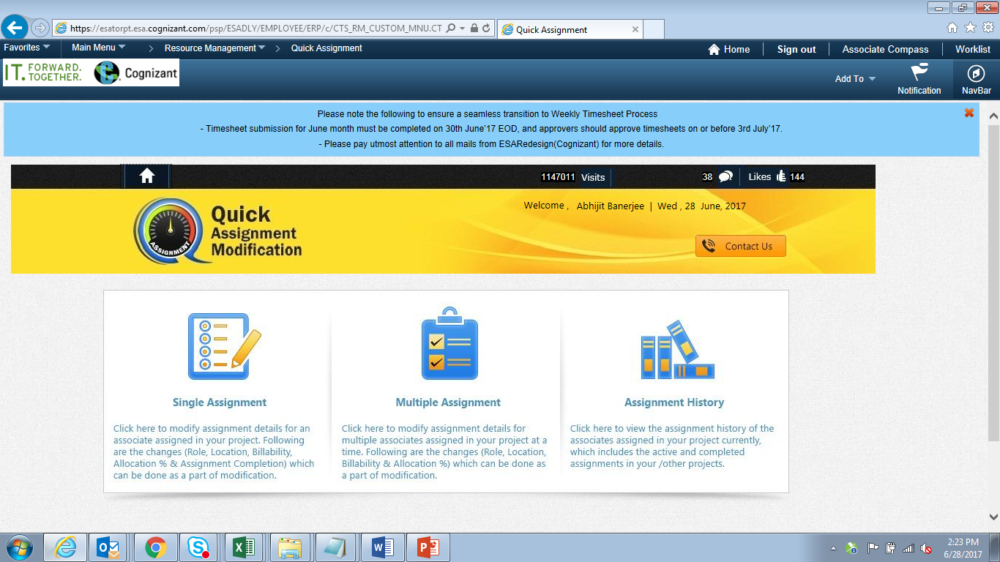 https://esatorpt.esa.cognizant.com/psp/ESADLY/EMPLOYEE/ERP/c/CTS_RM_CUSTOM_MNU.CT
Quick Assignment
Favorites Main Menu > Resource Management > Quick Assignment
Home Sign out Associate Compass Worklist
IT. FORWARD. TOGETHER. Cognizant
Add To Notification NavBar
Please note the following to ensure a seamless transition to Weekly Timesheet Process
- Timesheet submission for June month must be completed on 30th June'17 EOD, and approvers should approve timesheets on or before 3rd July'17.
- Please pay utmost attention to all mails from ESARedesign(Cognizant) for more details.
1147011 Visits 38 Likes 144
Quick
Assignment
Modification
ASSIGNMENT
Welcome , Abhijit Banerjee | Wed , 28 June, 2017
Contact Us
Single Assignment
Click here to modify assignment details for an
associate assigned in your project. Following
are the changes (Role, Location, Billability,
Allocation % & Assignment Completion) which
can be done as a part of modification.
Multiple Assignment
Click here to modify assignment details for
multiple associates assigned in your project at a
time. Following are the changes (Role, Location,
Billability & Allocation %) which can be done as
a part of modification.
Assignment History
Click here to view the assignment history of the
associates assigned in your project currently,
which includes the active and completed
assignments in your /other projects.
2:23 PM
6/28/2017